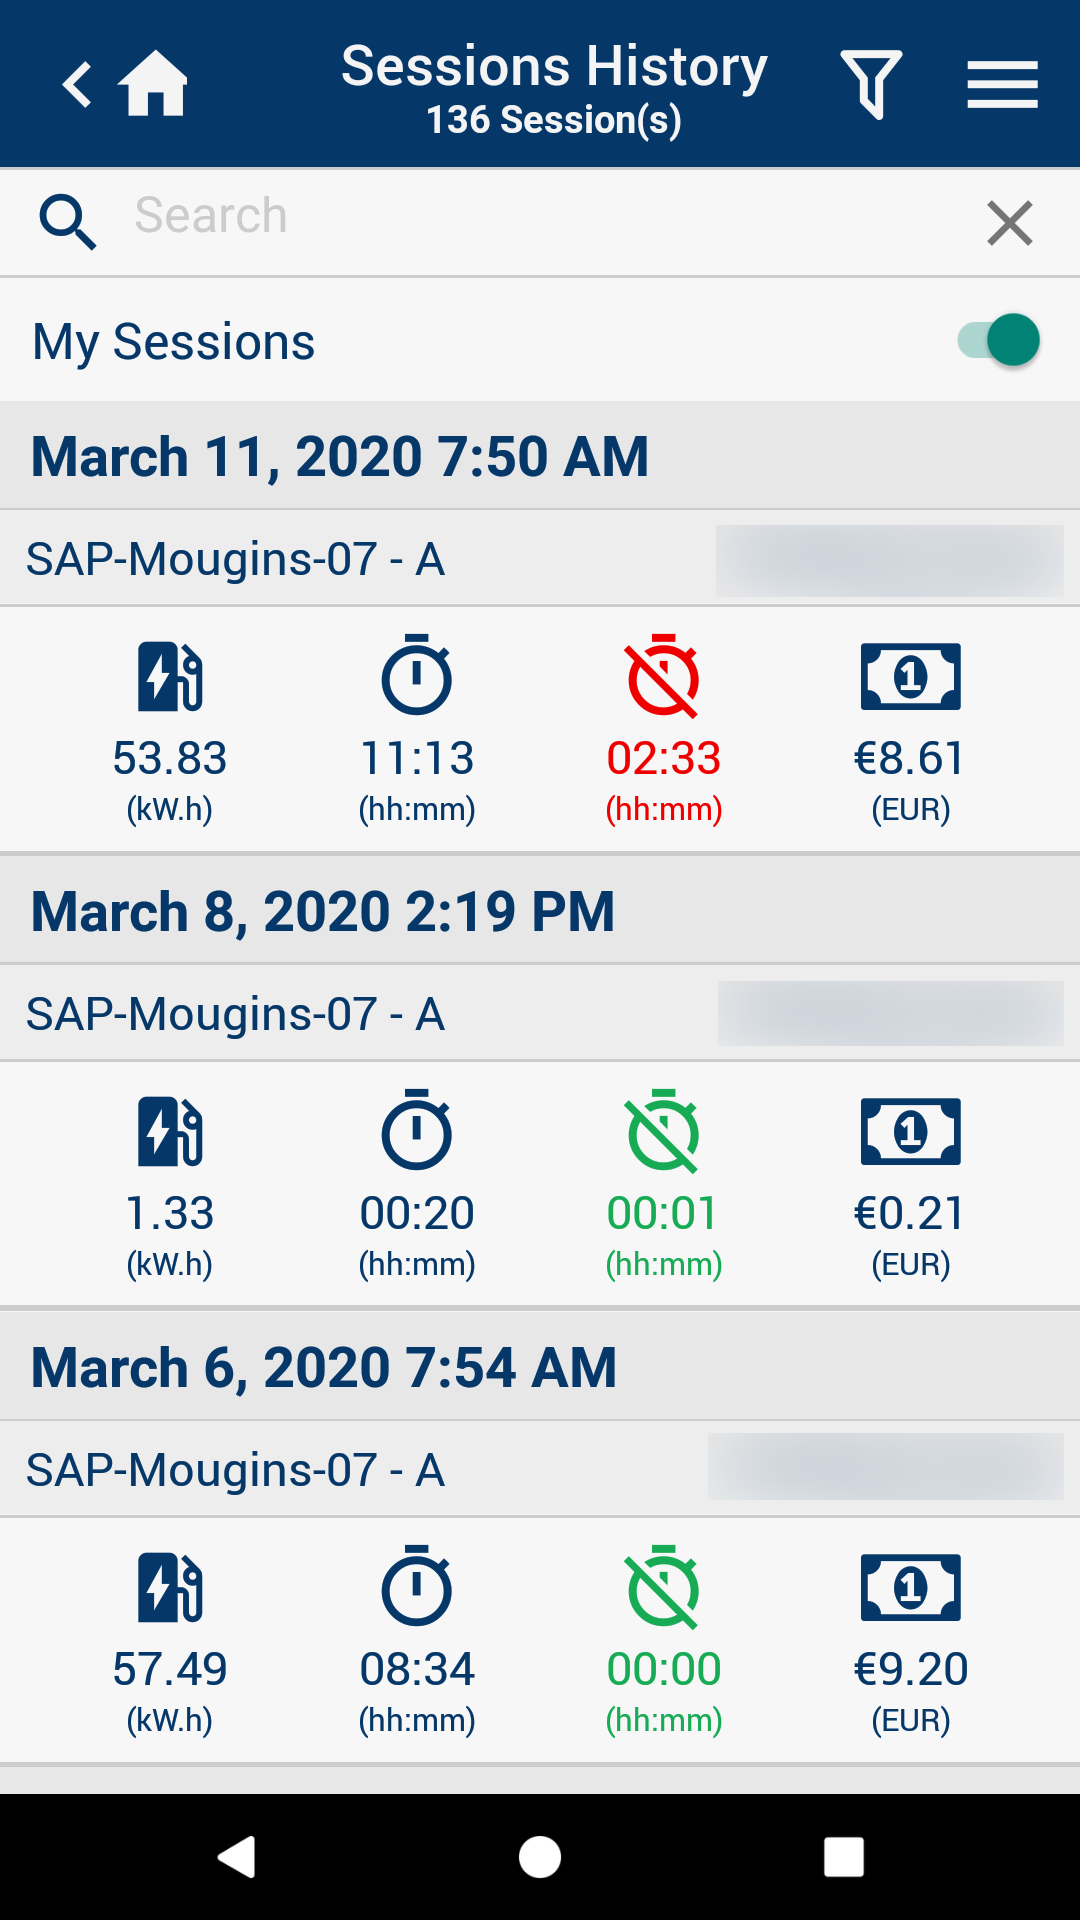 Sessions History
136 Session(s)
Search
My Sessions
March 11, 2020 7:50 AM
SAP-Mougins-07 - A
53.83 11:13 02:33 €8.61
(kW.h) (hh:mm) (hh:mm) (EUR)
March 8, 2020 2:19 PM
SAP-Mougins-07 - A
1.33 00:20 00:01 €0.21
(kW.h) (hh:mm) (hh:mm) (EUR)
March 6, 2020 7:54 AM
SAP-Mougins-07 - A
57.49 08:34 00:00 €9.20
(kW.h) (hh:mm) (hh:mm) (EUR)